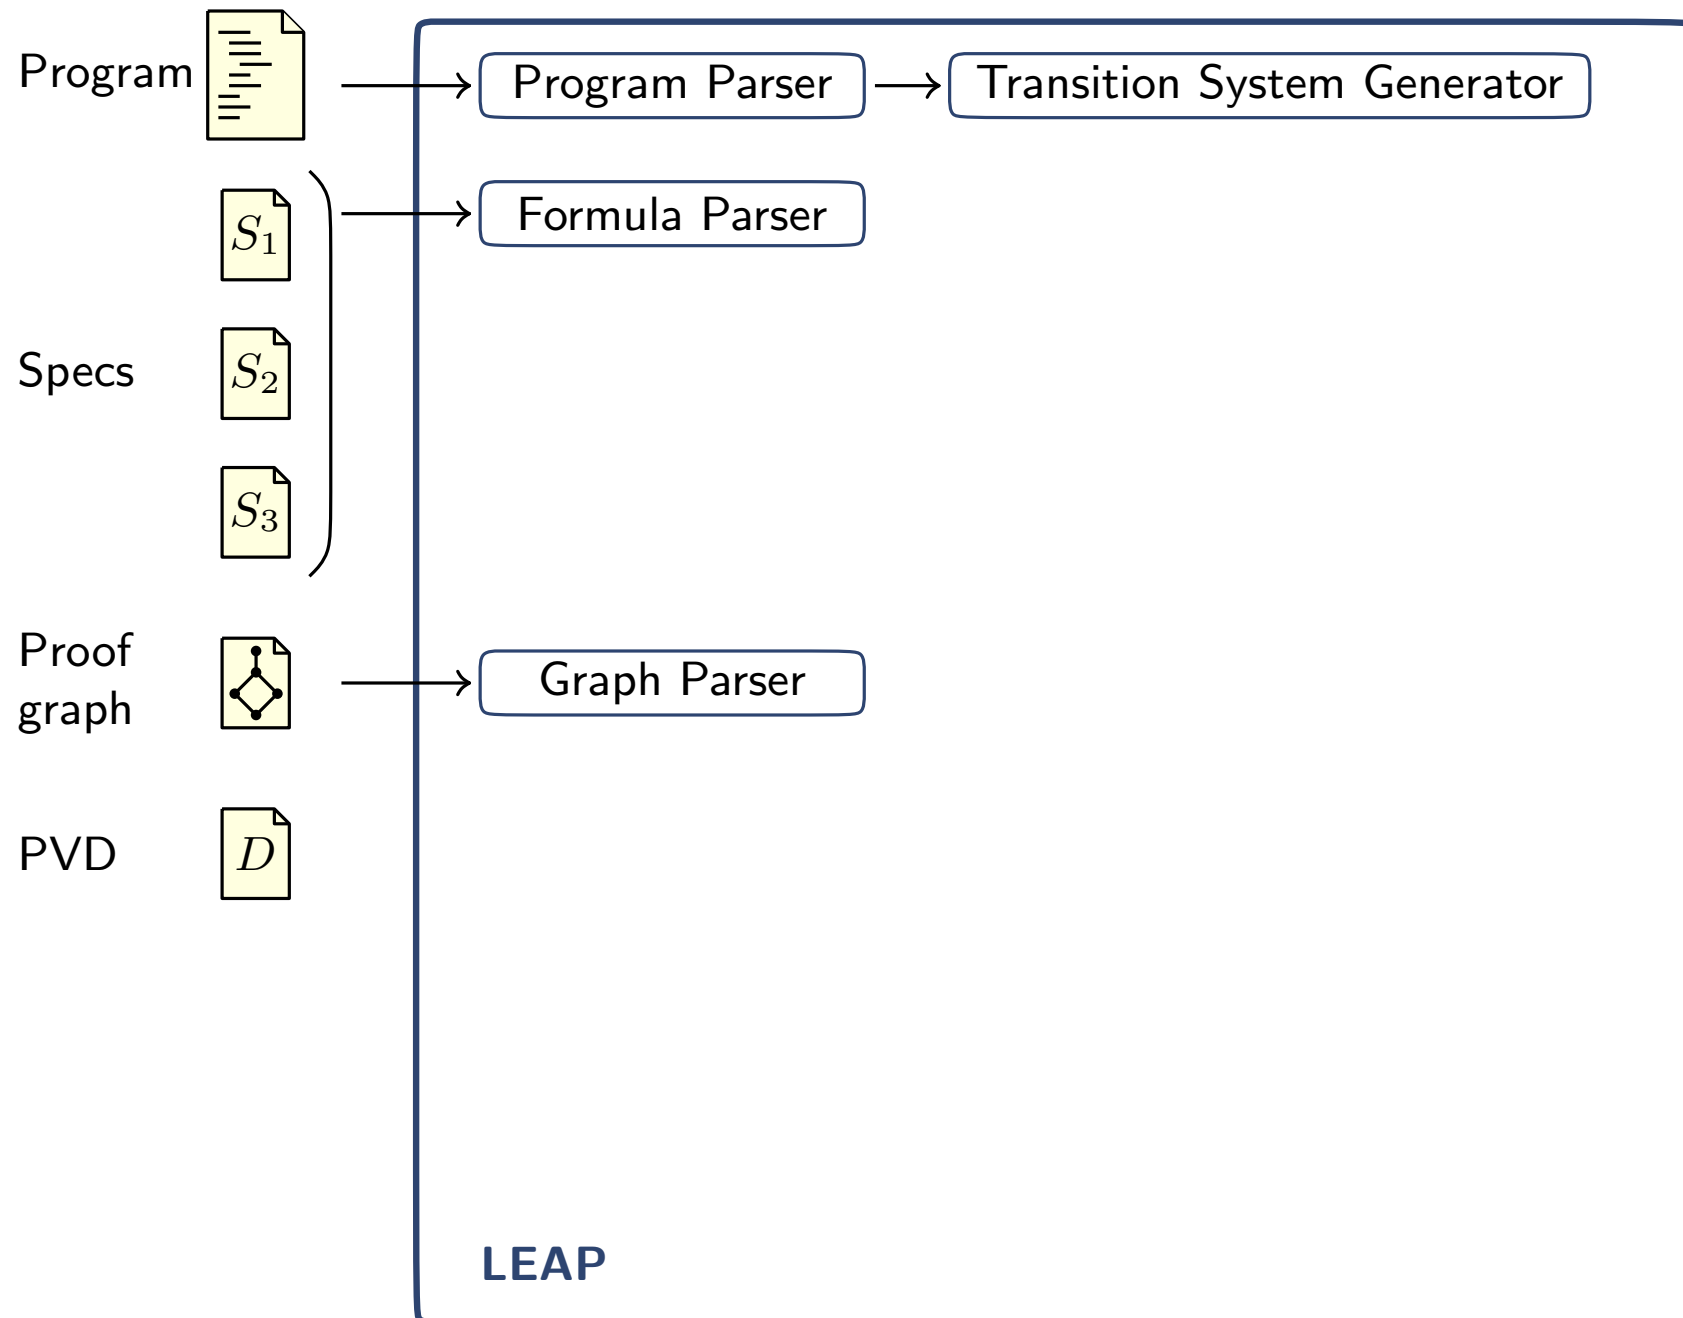 Program
Program Parser
Transition System Generator
S₁
Formula Parser
Specs
S₂
S₃
Proof
graph
Graph Parser
PVD
D
LEAP